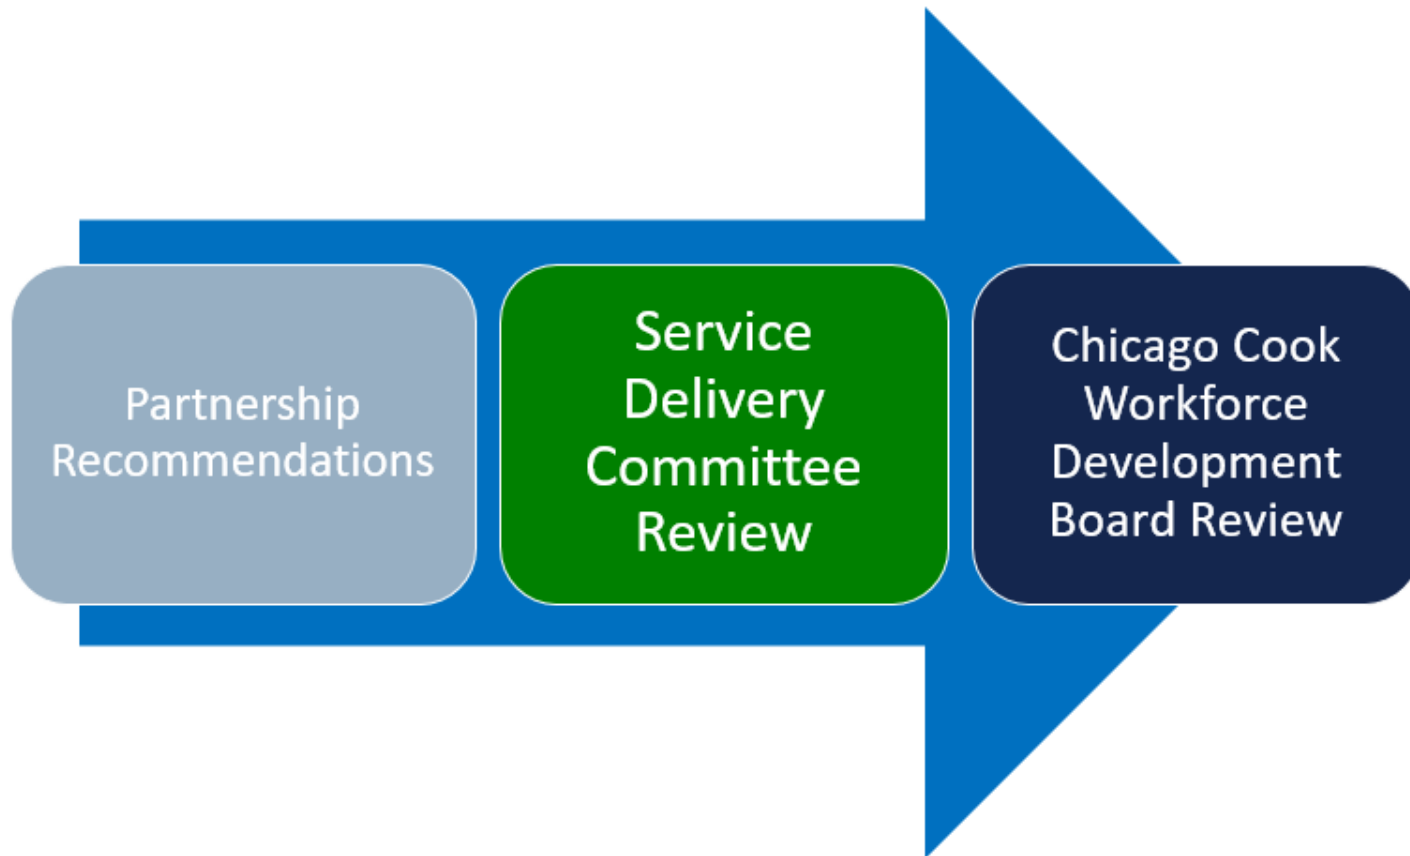 Partnership
Recommendations
Service
Delivery
Committee
Review
Chicago Cook
Workforce
Development
Board Review